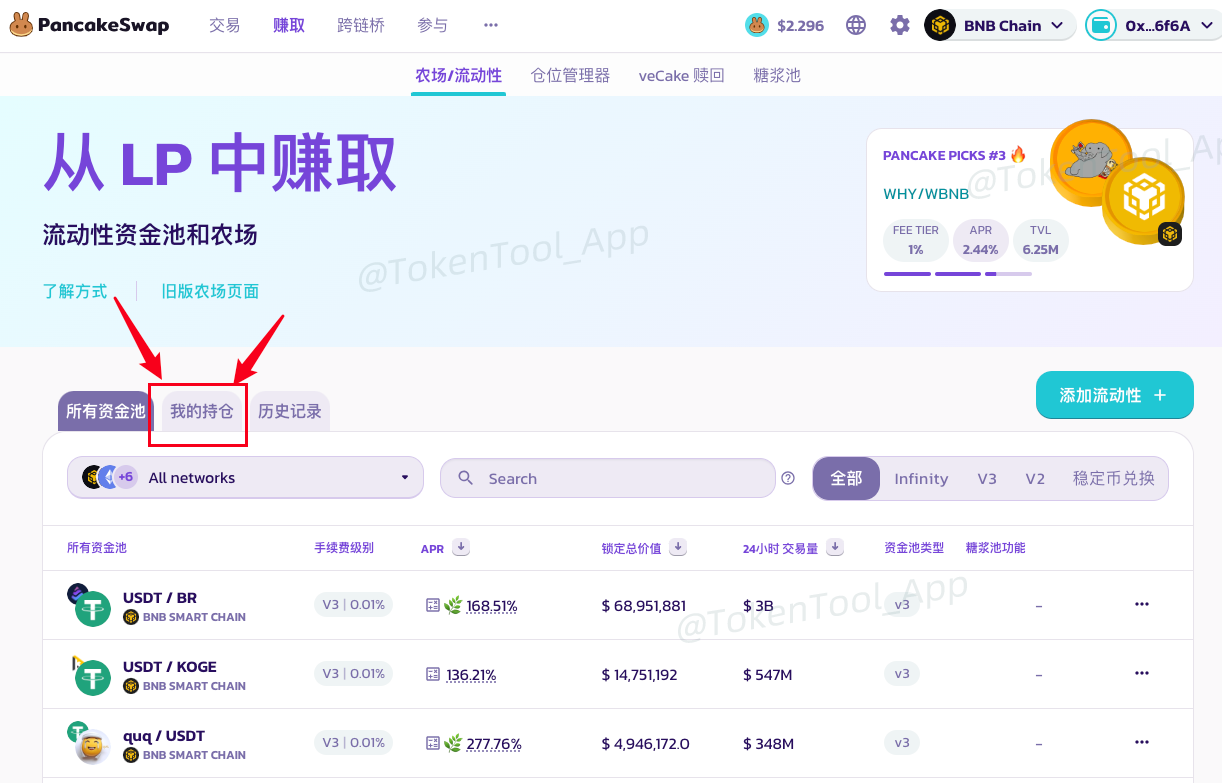 PancakeSwap 交易 赚取 跨链桥 参与 ··· $2.296 BNB Chain 0x...6f6A
农场/流动性 仓位管理器 veCake 赎回 糖浆池
从 LP 中赚取
流动性资金池和农场
了解方式 | 旧版农场页面
PANCAKE PICKS #3 🔥
WHY/WBNB
FEE TIER APR TVL
1% 2.44% 6.25M
@TokenTool_App
@TokenTool_App
所有资金池 我的持仓 历史记录 添加流动性 +
+6 All networks Search 全部 Infinity V3 V2 稳定币兑换
所有资金池 手续费级别 APR 锁定总价值 24小时 交易量 资金池类型 糖浆池功能
USDT / BR V3 | 0.01% 168.51% $ 68,951,881 $ 3B v3 – ···
BNB SMART CHAIN
@TokenTool_App
USDT / KOGE V3 | 0.01% 136.21% $ 14,751,192 $ 547M v3 – ···
BNB SMART CHAIN
quq / USDT V3 | 0.01% 277.76% $ 4,946,172.0 $ 348M v3 – ···
BNB SMART CHAIN